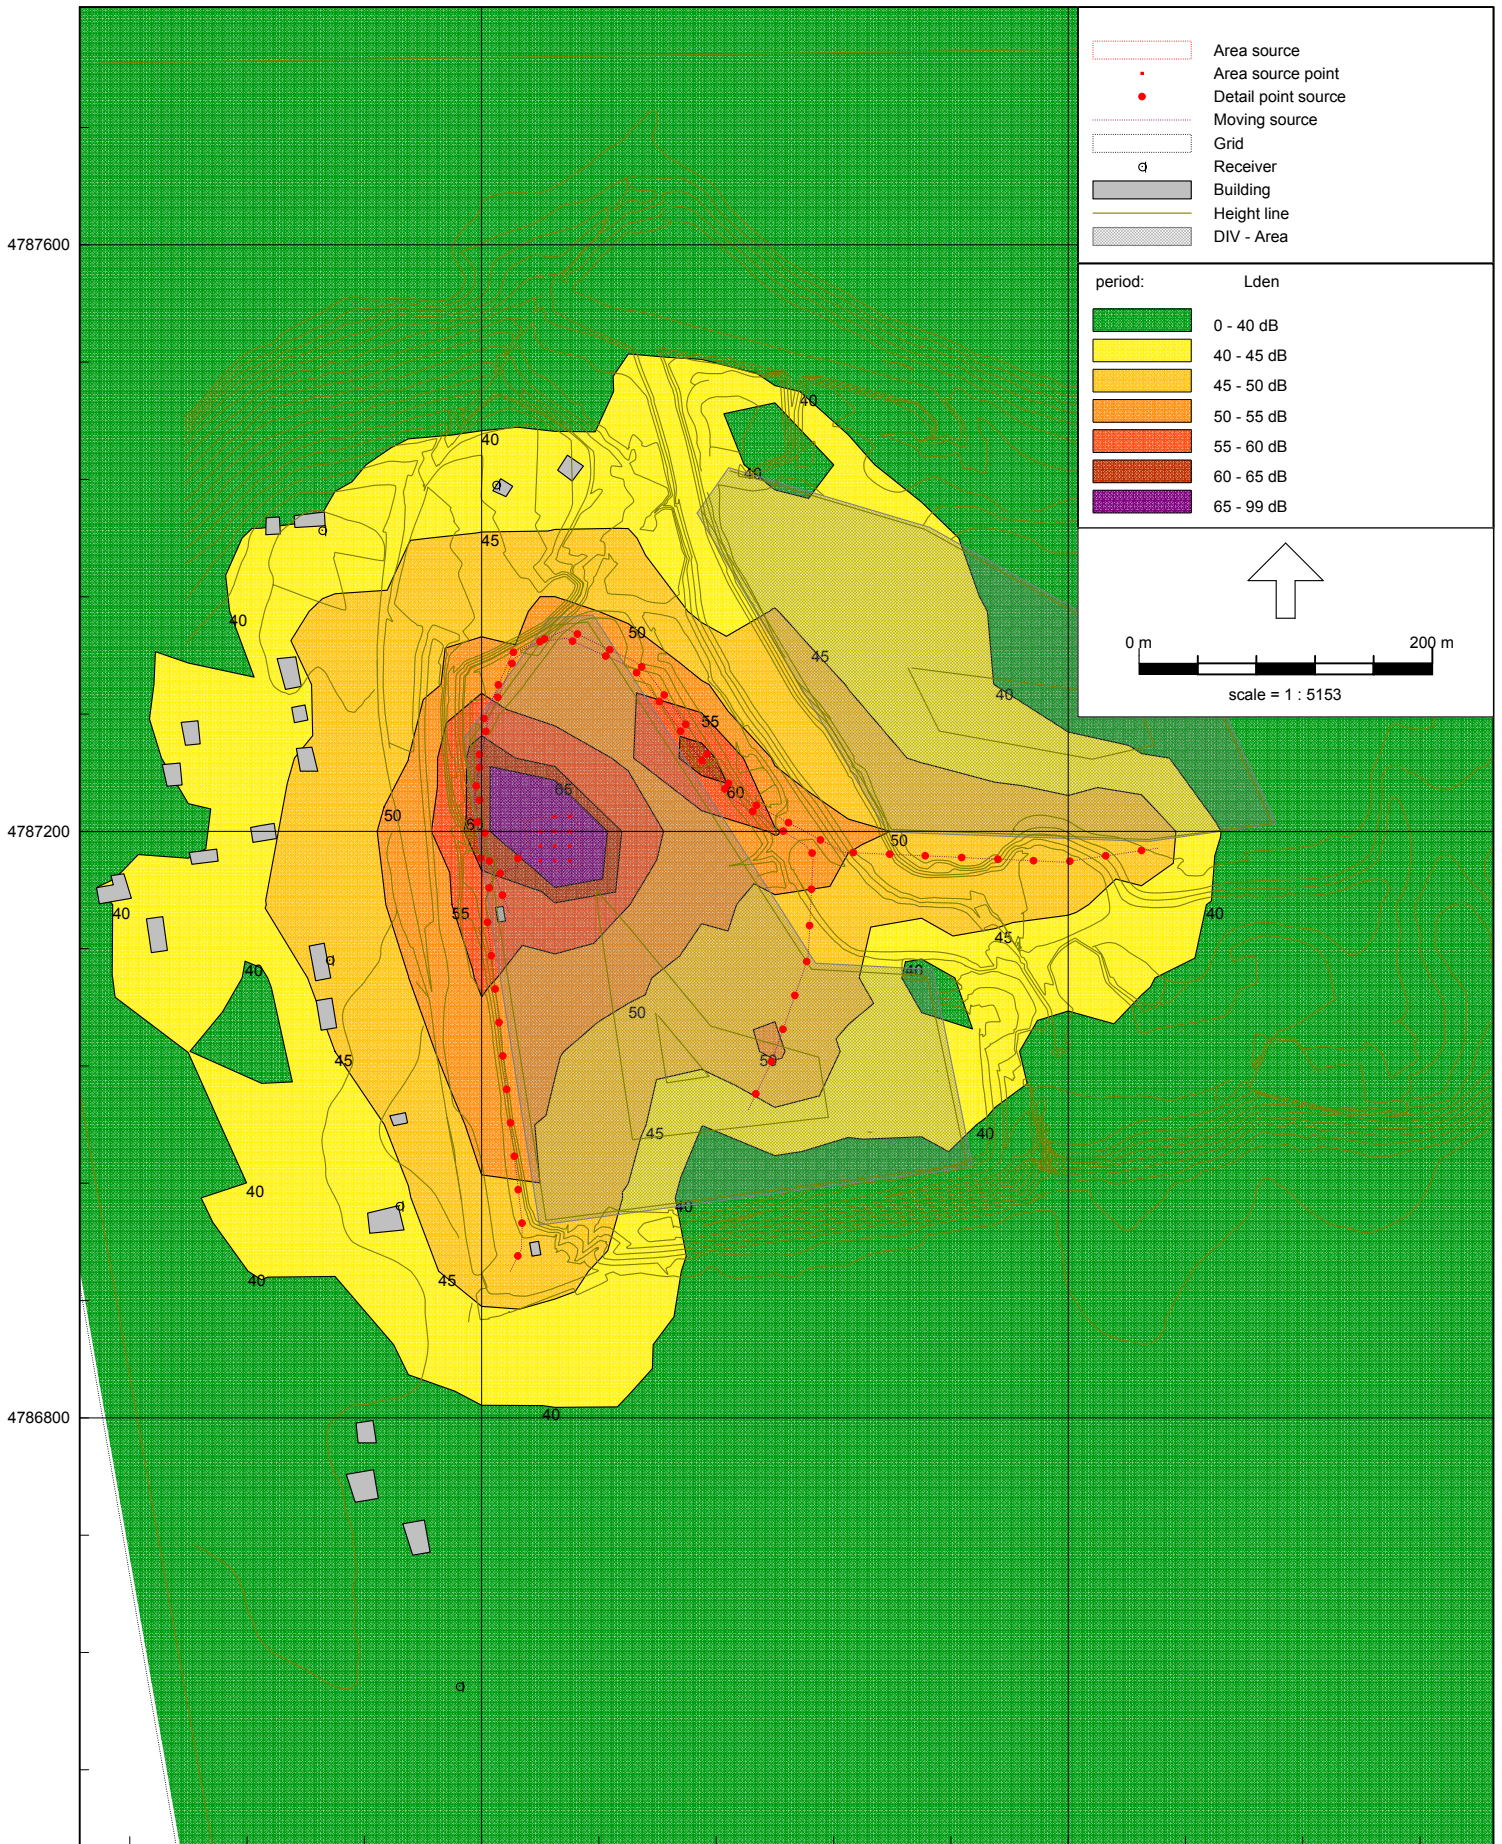 Area source
Area source point
Detail point source
Moving source
Grid
Receiver
Building
Height line
DIV - Area
period: Lden
0 - 40 dB
40 - 45 dB
45 - 50 dB
50 - 55 dB
55 - 60 dB
60 - 65 dB
65 - 99 dB
0 m 200 m
scale = 1 : 5153
4787600
40
40
40
45
40
50
45
40
55
65
60
50
60
4787200
50
55
40
40
45
40
40
50
50
45
45
40
40
40
45
40
40
4786800